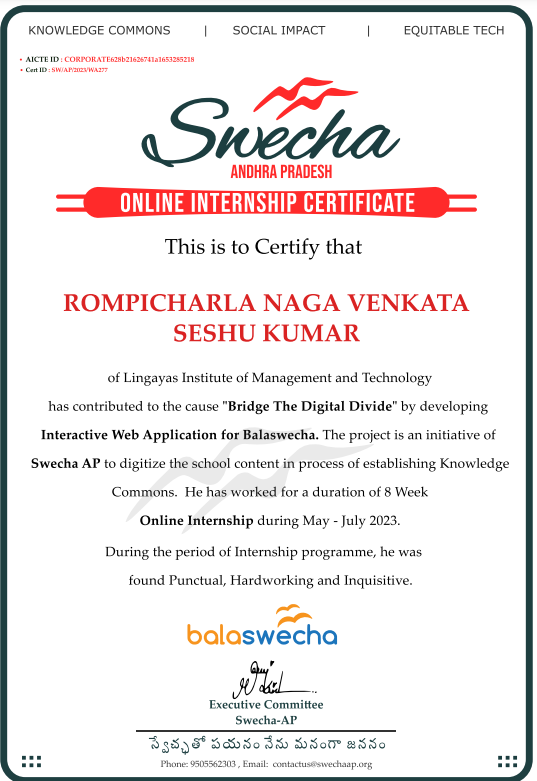 KNOWLEDGE COMMONS | SOCIAL IMPACT | EQUITABLE TECH
• AICTE ID : CORPORATE628b21626741a1653285218
• Cert ID : SW/AP/2023/WA277
Swecha
ANDHRA PRADESH
ONLINE INTERNSHIP CERTIFICATE
This is to Certify that
ROMPICHARLA NAGA VENKATA
SESHU KUMAR
of Lingayas Institute of Management and Technology
has contributed to the cause "Bridge The Digital Divide" by developing
Interactive Web Application for Balaswecha. The project is an initiative of
Swecha AP to digitize the school content in process of establishing Knowledge
Commons. He has worked for a duration of 8 Week
Online Internship during May - July 2023.
During the period of Internship programme, he was
found Punctual, Hardworking and Inquisitive.
balaswecha
Executive Committee
Swecha-AP
స్వేచ్ఛతో పయనం నేను మనంగా జననం
Phone: 9505562303 , Email: contactus@swechaap.org